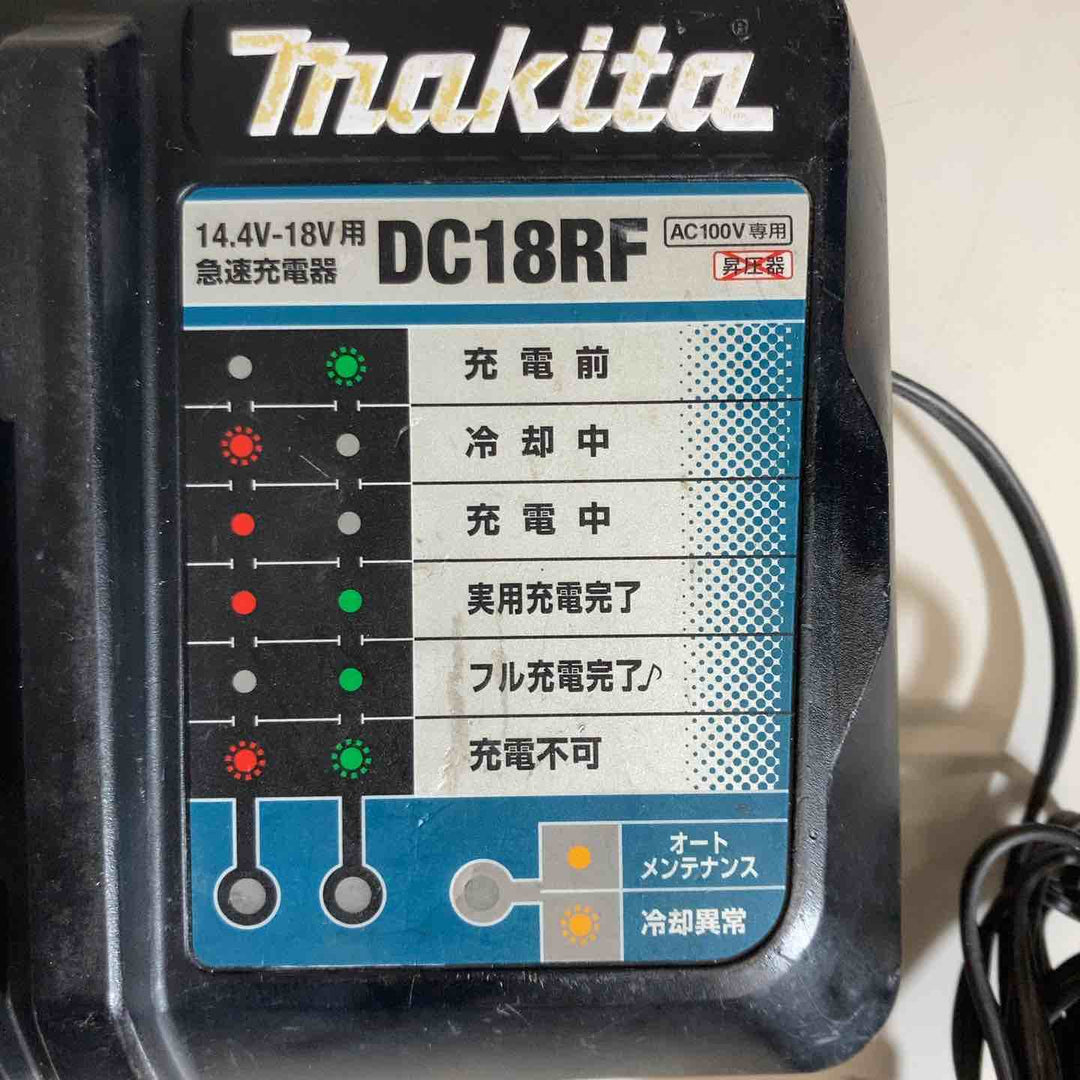 makita®
14.4V-18V用
急速充電器
DC18RF
AC100V専用
昇圧器
充電前
冷却中
充電中
実用充電完了
フル充電完了♪
充電不可
オート
メンテナンス
冷却異常